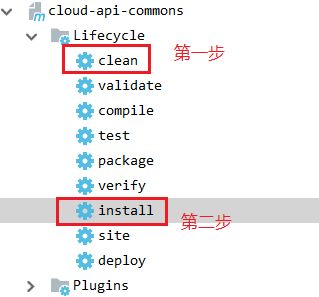 cloud-api-commons
Lifecycle
clean 第一步
validate
compile
test
package
verify
install 第二步
site
deploy
Plugins